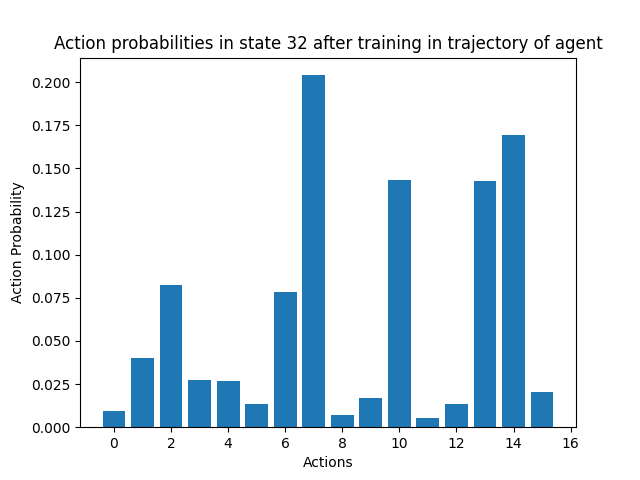 Action probabilities in state 32 after training in trajectory of agent
0.200
0.175
0.150
0.125
0.100
0.075
0.050
0.025
0.000
Action Probability
0 2 4 6 8 10 12 14 16
Actions